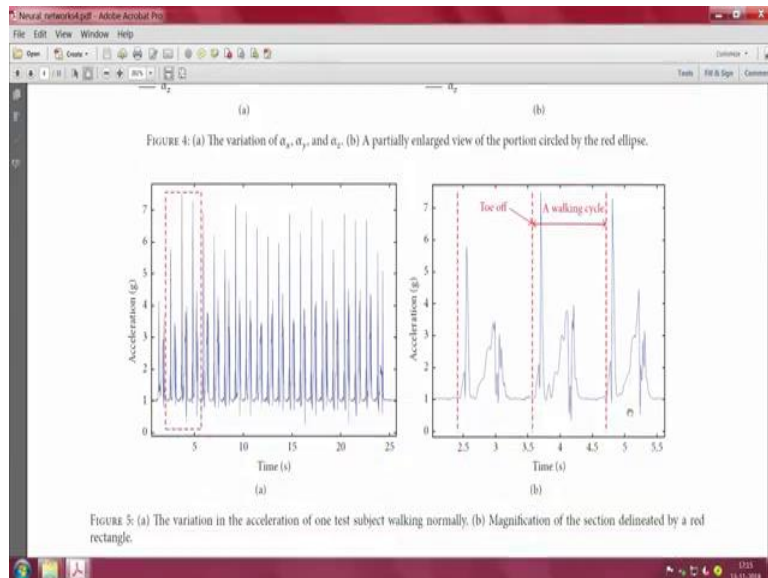 Neural_networks4.pdf - Adobe Acrobat Pro
File Edit View Window Help
Open Create Customize
Tools Fill & Sign Comment
(a) (b)
FIGURE 4: (a) The variation of αx, αy, and αz. (b) A partially enlarged view of the portion circled by the red ellipse.
7
6
5
4
3
2
1
0
Acceleration (g)
5 10 15 20 25
Time (s)
(a)
Toe off
A walking cycle
7
6
5
4
3
2
1
0
Acceleration (g)
2.5 3 3.5 4 4.5 5 5.5
Time (s)
(b)
FIGURE 5: (a) The variation in the acceleration of one test subject walking normally. (b) Magnification of the section delineated by a red
rectangle.
17:15